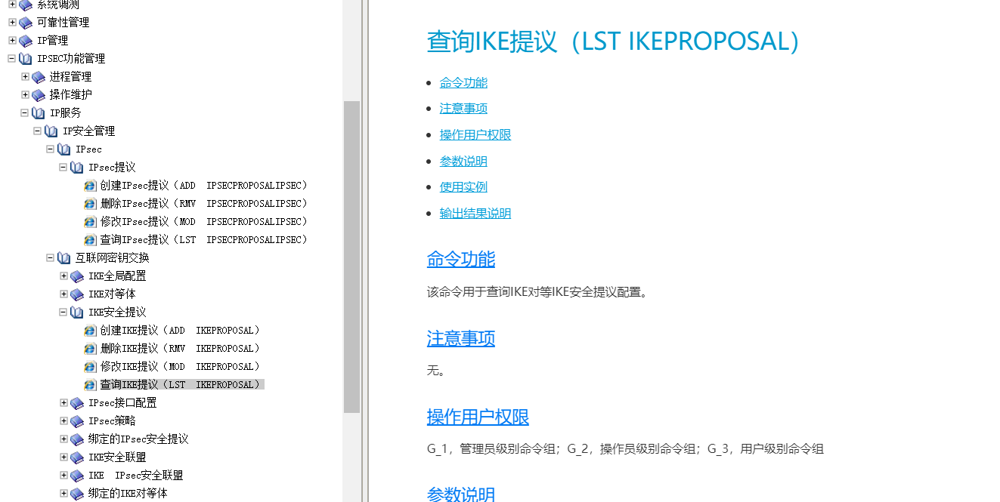 系统调测
可靠性管理
IP管理
IPSEC功能管理
进程管理
操作维护
IP服务
IP安全管理
IPsec
IPsec提议
创建IPsec提议（ADD IPSECPROPOSALIPSEC）
删除IPsec提议（RMV IPSECPROPOSALIPSEC）
修改IPsec提议（MOD IPSECPROPOSALIPSEC）
查询IPsec提议（LST IPSECPROPOSALIPSEC）
互联网密钥交换
IKE全局配置
IKE对等体
IKE安全提议
创建IKE提议（ADD IKEPROPOSAL）
删除IKE提议（RMV IKEPROPOSAL）
修改IKE提议（MOD IKEPROPOSAL）
查询IKE提议（LST IKEPROPOSAL）
IPsec接口配置
IPsec策略
绑定的IPsec安全提议
IKE安全联盟
IKE IPsec安全联盟
绑定的IKE对等体
查询IKE提议（LST IKEPROPOSAL）
命令功能
注意事项
操作用户权限
参数说明
使用实例
输出结果说明
命令功能
该命令用于查询IKE对等IKE安全提议配置。
注意事项
无。
操作用户权限
G_1，管理员级别命令组；G_2，操作员级别命令组；G_3，用户级别命令组
参数说明